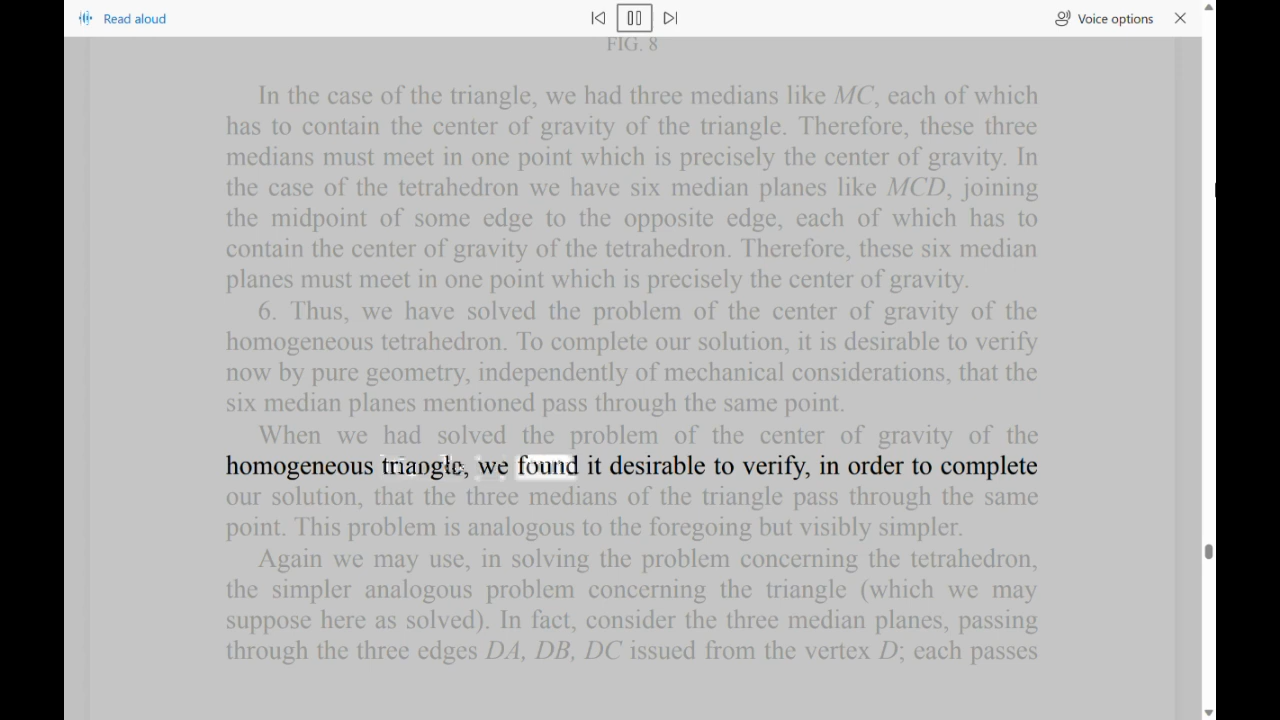 Read aloud
Voice options
FIG. 8
In the case of the triangle, we had three medians like MC, each of which
has to contain the center of gravity of the triangle. Therefore, these three
medians must meet in one point which is precisely the center of gravity. In
the case of the tetrahedron we have six median planes like MCD, joining
the midpoint of some edge to the opposite edge, each of which has to
contain the center of gravity of the tetrahedron. Therefore, these six median
planes must meet in one point which is precisely the center of gravity.
6. Thus, we have solved the problem of the center of gravity of the
homogeneous tetrahedron. To complete our solution, it is desirable to verify
now by pure geometry, independently of mechanical considerations, that the
six median planes mentioned pass through the same point.
When we had solved the problem of the center of gravity of the
homogeneous triangle, we found it desirable to verify, in order to complete
our solution, that the three medians of the triangle pass through the same
point. This problem is analogous to the foregoing but visibly simpler.
Again we may use, in solving the problem concerning the tetrahedron,
the simpler analogous problem concerning the triangle (which we may
suppose here as solved). In fact, consider the three median planes, passing
through the three edges DA, DB, DC issued from the vertex D; each passes